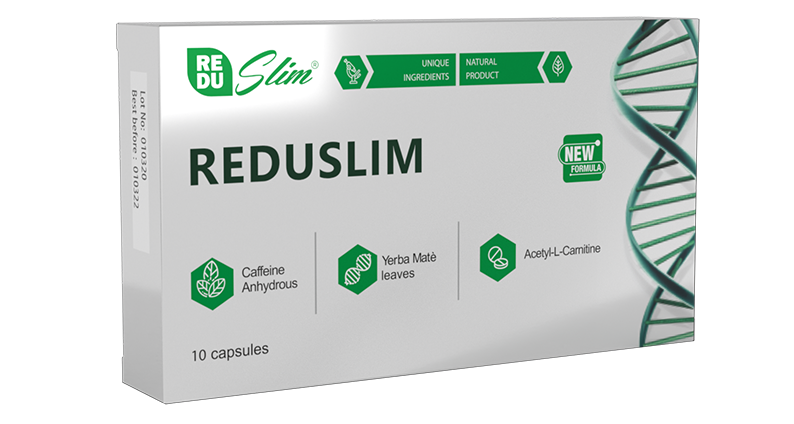 Lot No: 010320
Best before : 010322
RE
DU
Slim®
UNIQUE
INGREDIENTS
NATURAL
PRODUCT
REDUSLIM
NEW
FORMULA
Caffeine
Anhydrous
Yerba Matè
leaves
Acetyl-L-Carnitine
10 capsules